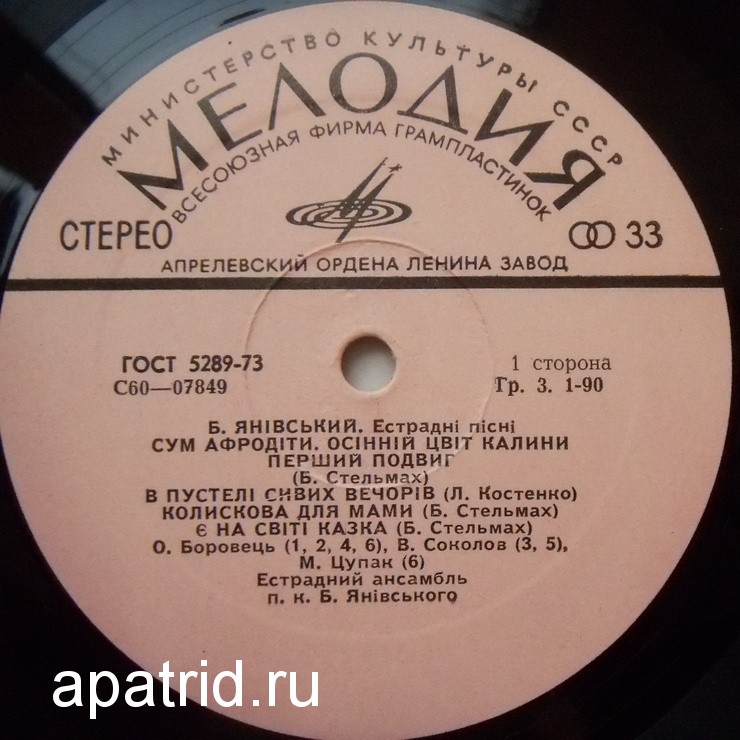 МИНИСТЕРСТВО КУЛЬТУРЫ СССР
МЕЛОДИЯ
ВСЕСОЮЗНАЯ ФИРМА ГРАМПЛАСТИНОК
СТЕРЕО
33
АПРЕЛЕВСКИЙ ОРДЕНА ЛЕНИНА ЗАВОД
ГОСТ 5289-73
1 сторона
С60—07849
Гр. 3. 1-90
Б. ЯНІВСЬКИЙ. Естрадні пісні
СУМ АФРОДІТИ. ОСІННІЙ ЦВІТ КАЛИНИ
ПЕРШИЙ ПОДВИГ
(Б. Стельмах)
В ПУСТЕЛІ СИВИХ ВЕЧОРІВ (Л. Костенко)
КОЛИСКОВА ДЛЯ МАМИ (Б. Стельмах)
Є НА СВІТІ КАЗКА (Б. Стельмах)
О. Боровець (1, 2, 4, 6), В. Соколов (3, 5),
М. Цупак (6)
Естрадний ансамбль
п. к. Б. Янівського
apatrid.ru